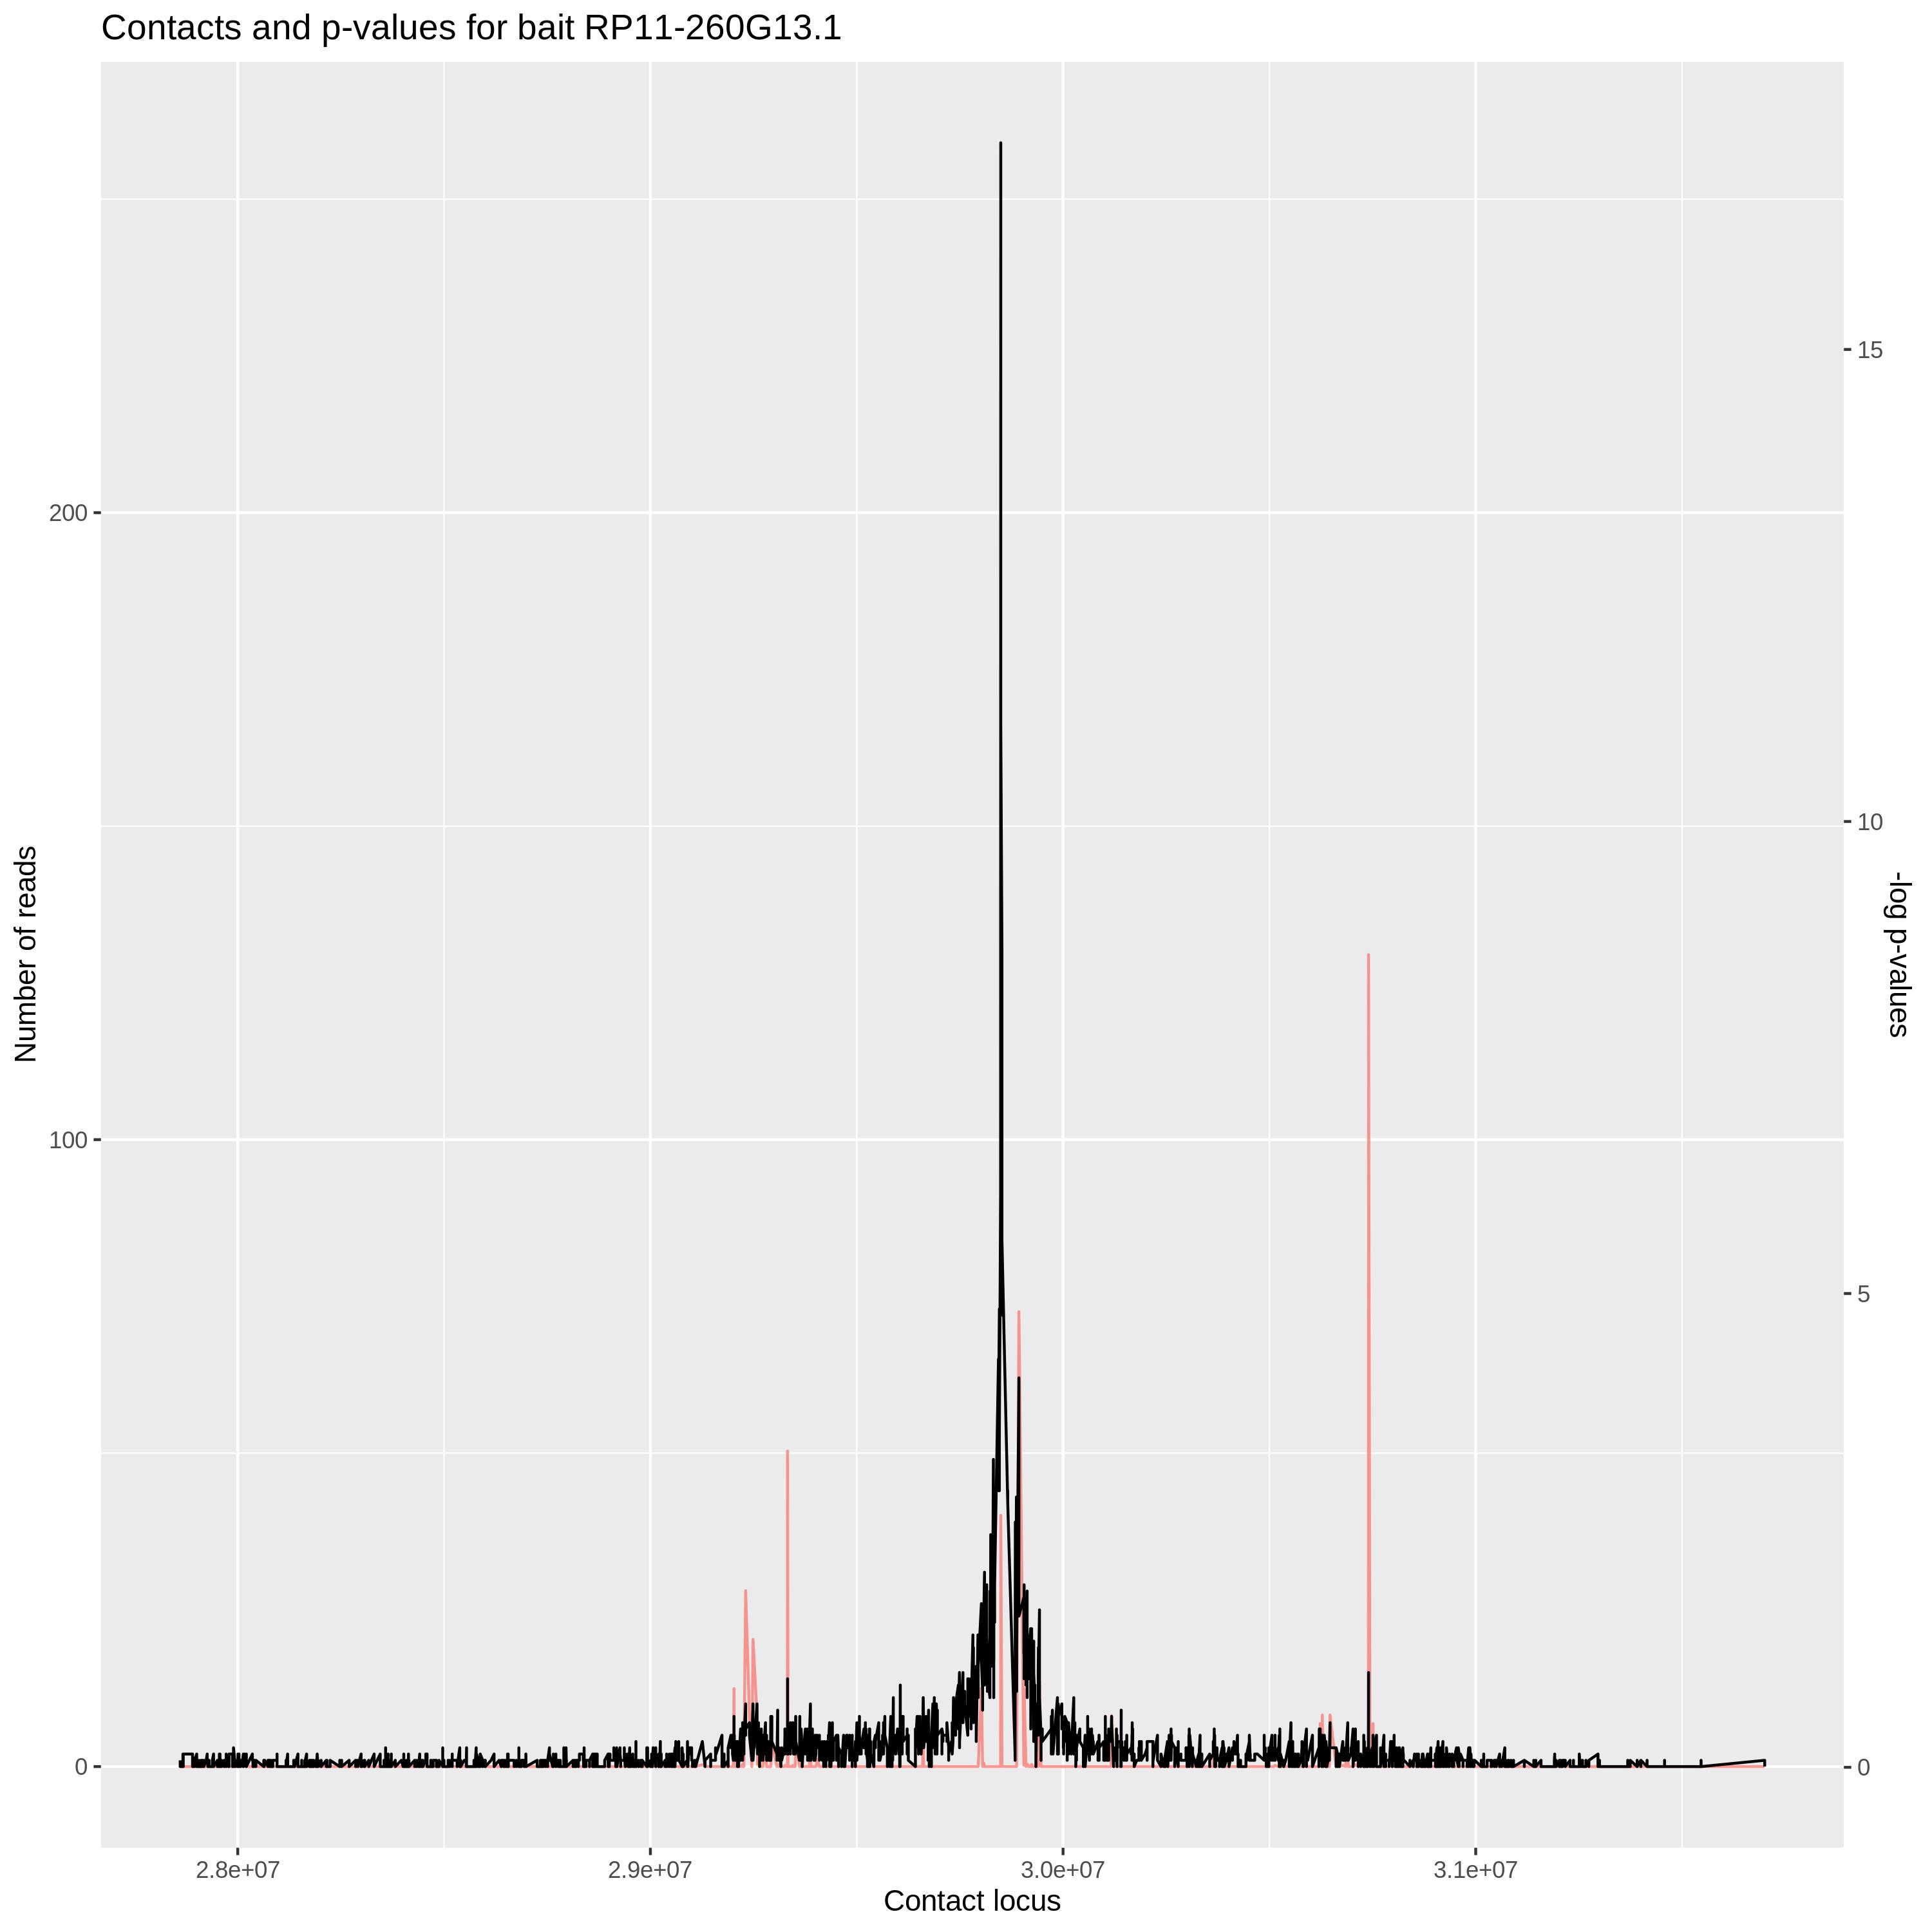 Contacts and p-values for bait RP11-260G13.1
Number of reads
200
100
0
15
10
5
0
-log p-values
2.8e+07
2.9e+07
3.0e+07
3.1e+07
Contact locus